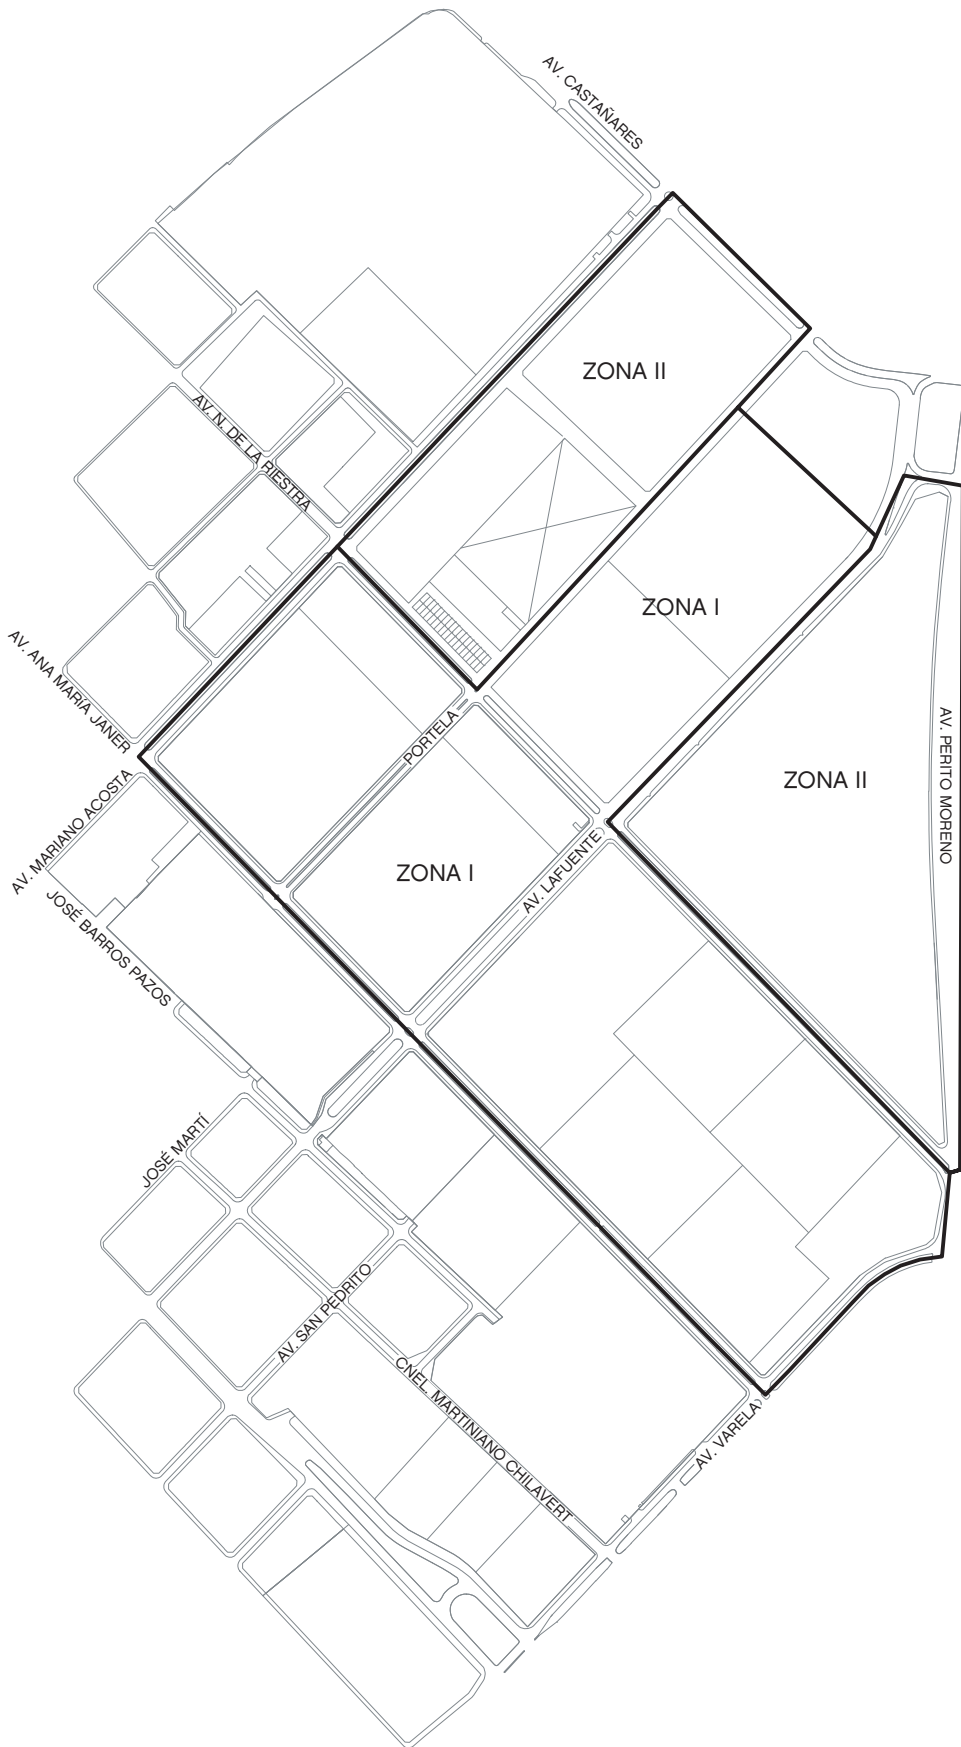 AV. CASTAÑARES
ZONA II
AV. N. DE LA RIESTRA
ZONA I
AV. ANA MARÍA JANER
PORTELA
AV. PERITO MORENO
ZONA II
AV. MARIANO ACOSTA
ZONA I
AV. LAFUENTE
JOSÉ BARROS PAZOS
JOSÉ MARTÍ
AV. SAN PEDRITO
CNEL. MARTINIANO CHILAVERT
AV. VARELA